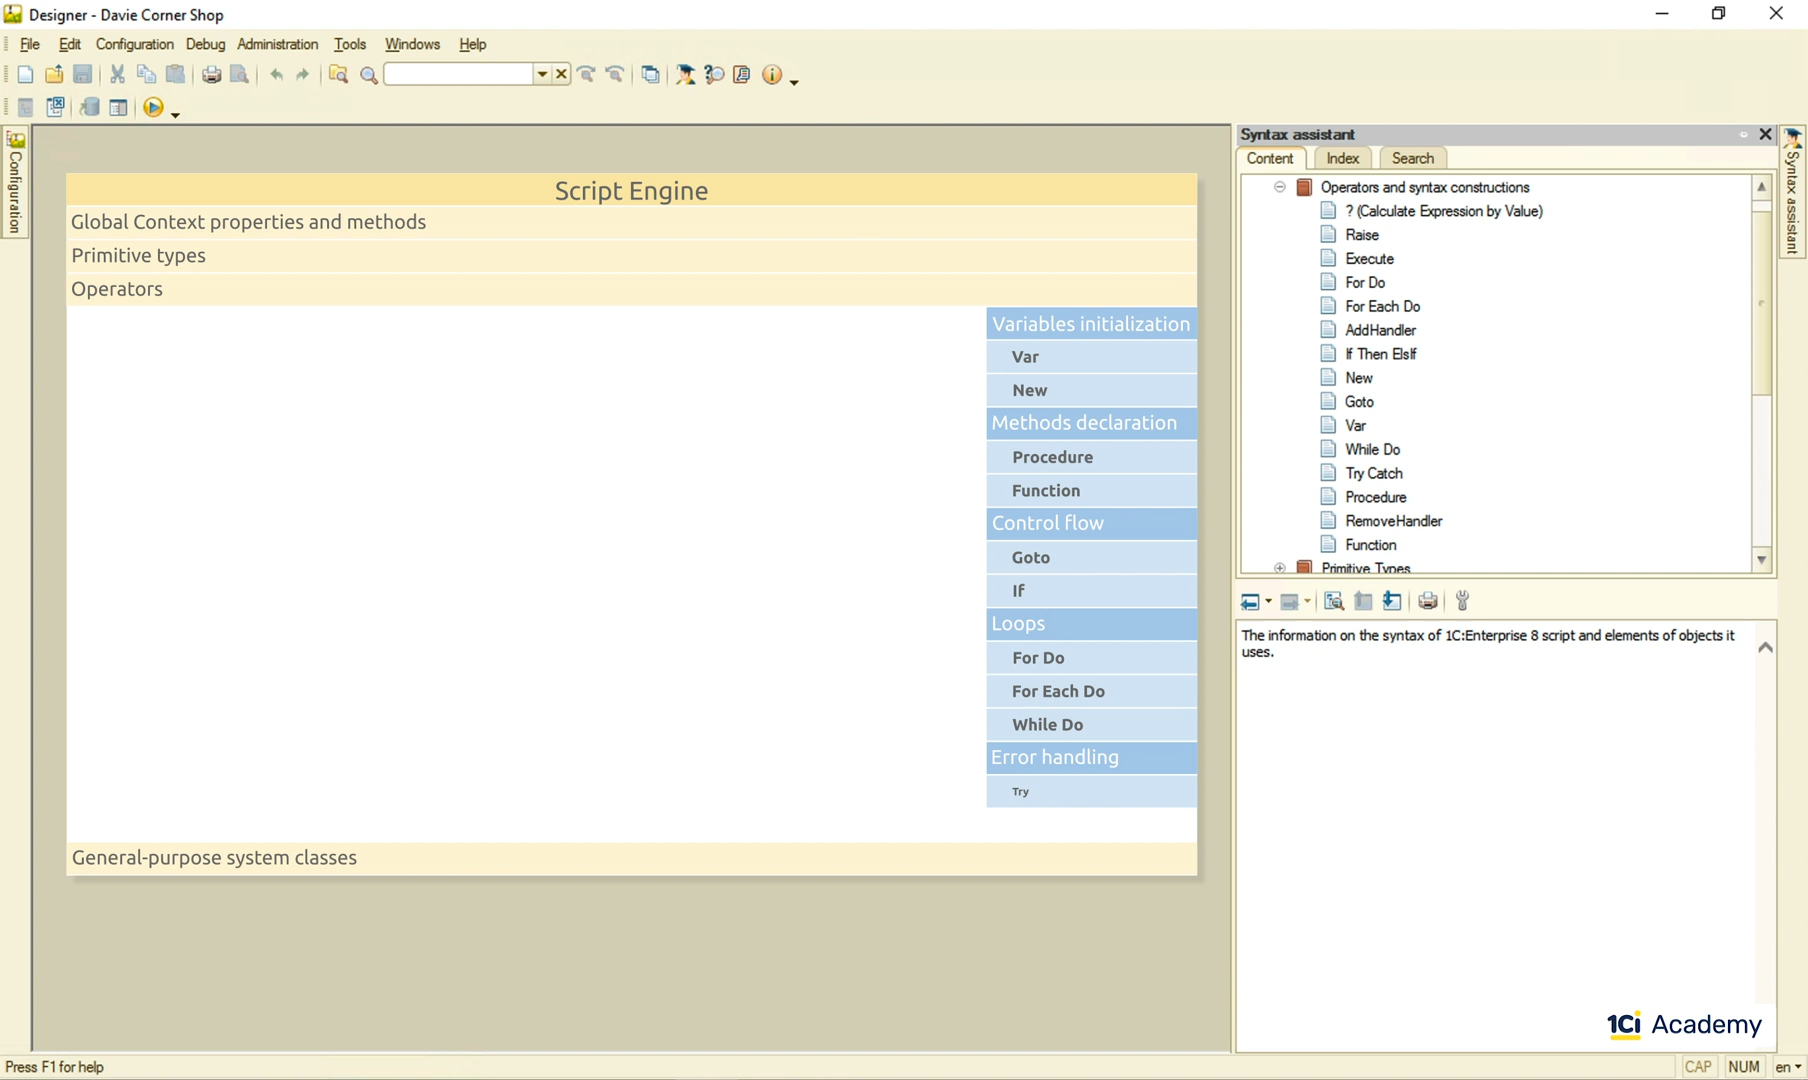 Designer - Davie Corner Shop
File Edit Configuration Debug Administration Tools Windows Help
Configuration
Script Engine
Global Context properties and methods
Primitive types
Operators
Variables initialization
Var
New
Methods declaration
Procedure
Function
Control flow
Goto
If
Loops
For Do
For Each Do
While Do
Error handling
Try
General-purpose system classes
Syntax assistant
Content Index Search
Operators and syntax constructions
? (Calculate Expression by Value)
Raise
Execute
For Do
For Each Do
AddHandler
If Then ElsIf
New
Goto
Var
While Do
Try Catch
Procedure
RemoveHandler
Function
Primitive Types
The information on the syntax of 1C:Enterprise 8 script and elements of objects it
uses.
Syntax assistant
1Ci Academy
Press F1 for help
CAP NUM en